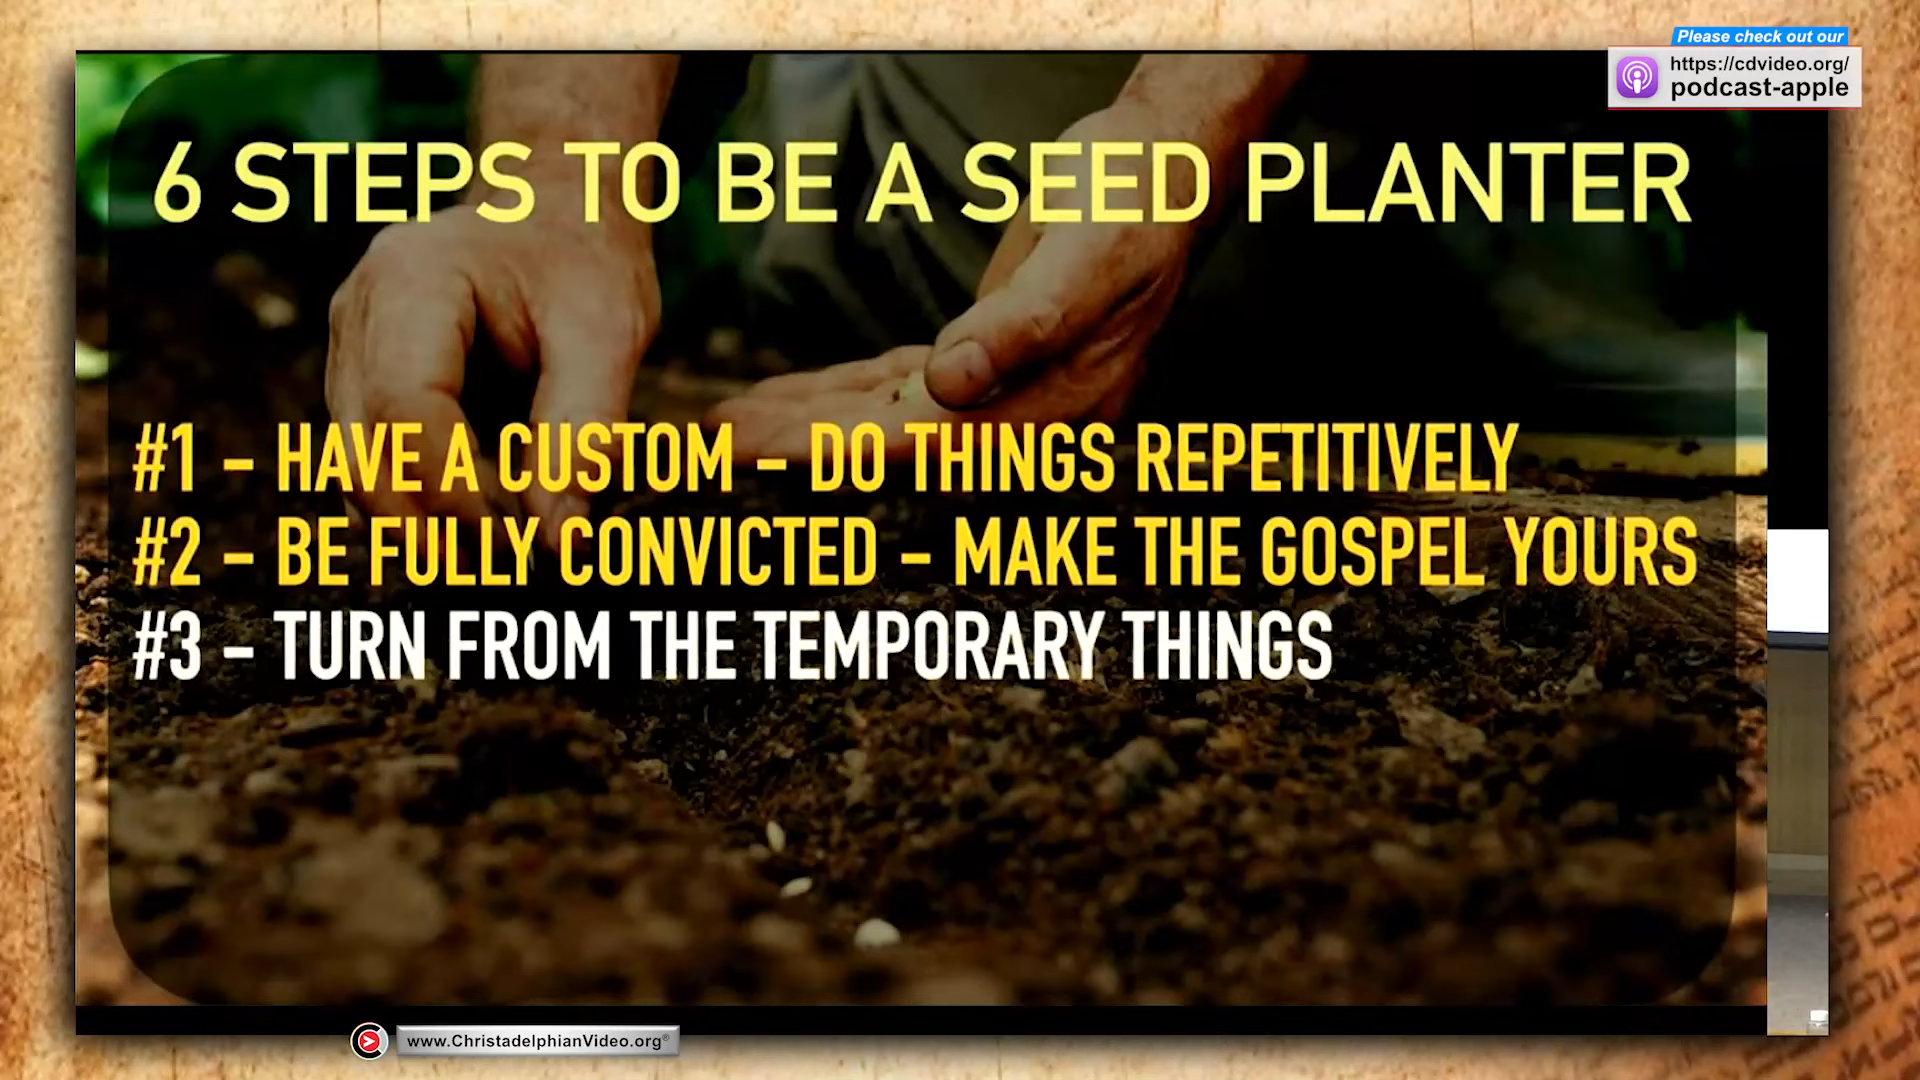 Please check out our
https://cdvideo.org/
podcast-apple
6 STEPS TO BE A SEED PLANTER
#1 - HAVE A CUSTOM - DO THINGS REPETITIVELY
#2 - BE FULLY CONVICTED - MAKE THE GOSPEL YOURS
#3 - TURN FROM THE TEMPORARY THINGS
www.ChristadelphianVideo.org®